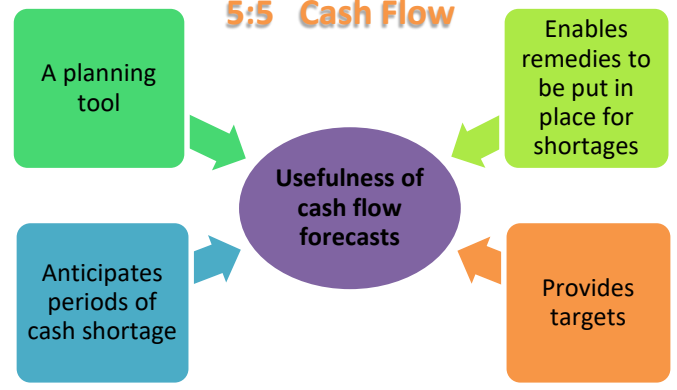 5:5 Cash Flow
A planning
tool
Enables
remedies to
be put in
place for
shortages
Usefulness of
cash flow
forecasts
Anticipates
periods of
cash shortage
Provides
targets